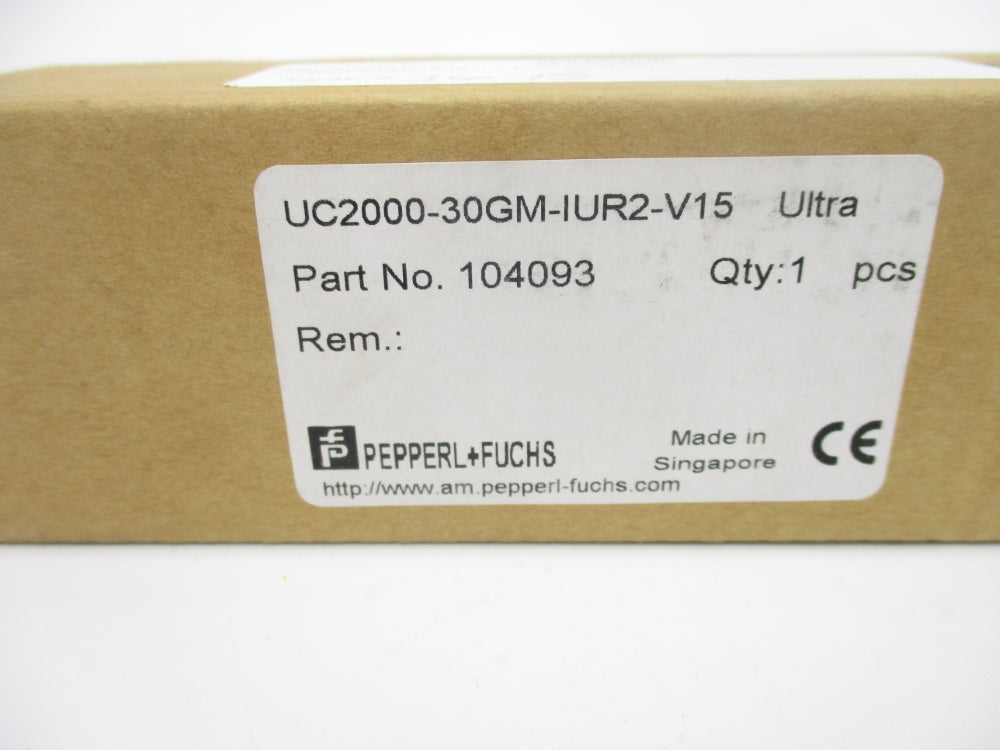 UC2000-30GM-IUR2-V15 Ultra
Part No. 104093 Qty:1 pcs
Rem.:
PEPPERL+FUCHS
Made in
Singapore
CE
http://www.am.pepperl-fuchs.com